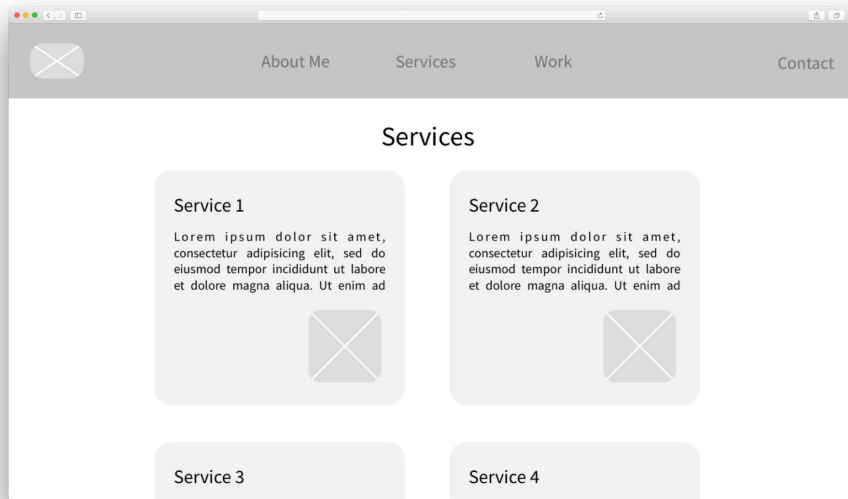 About Me Services Work Contact
Services
Service 1
Lorem ipsum dolor sit amet,
consectetur adipisicing elit, sed do
eiusmod tempor incididunt ut labore
et dolore magna aliqua. Ut enim ad
Service 2
Lorem ipsum dolor sit amet,
consectetur adipisicing elit, sed do
eiusmod tempor incididunt ut labore
et dolore magna aliqua. Ut enim ad
Service 3
Service 4